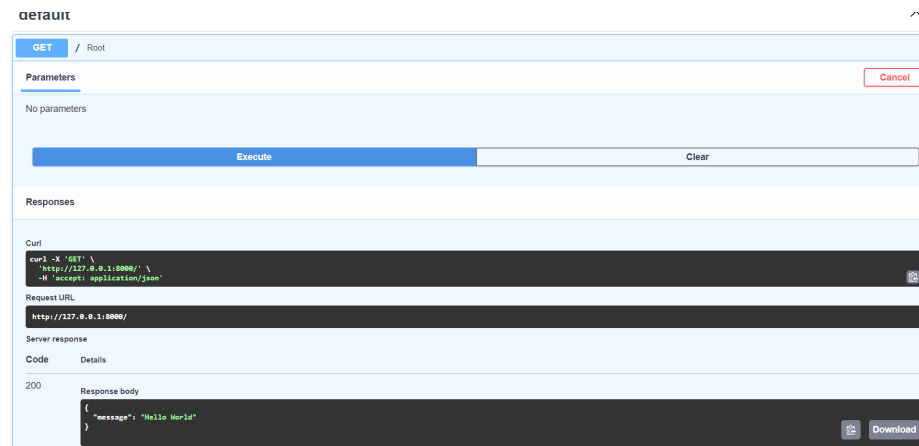 default
GET / Root
Parameters
Cancel
No parameters
Execute
Clear
Responses
Curl
curl -X 'GET' \
'http://127.0.0.1:8000/' \
-H 'accept: application/json'
Request URL
http://127.0.0.1:8000/
Server response
Code Details
200
Response body
{
"message": "Hello World"
}
Download